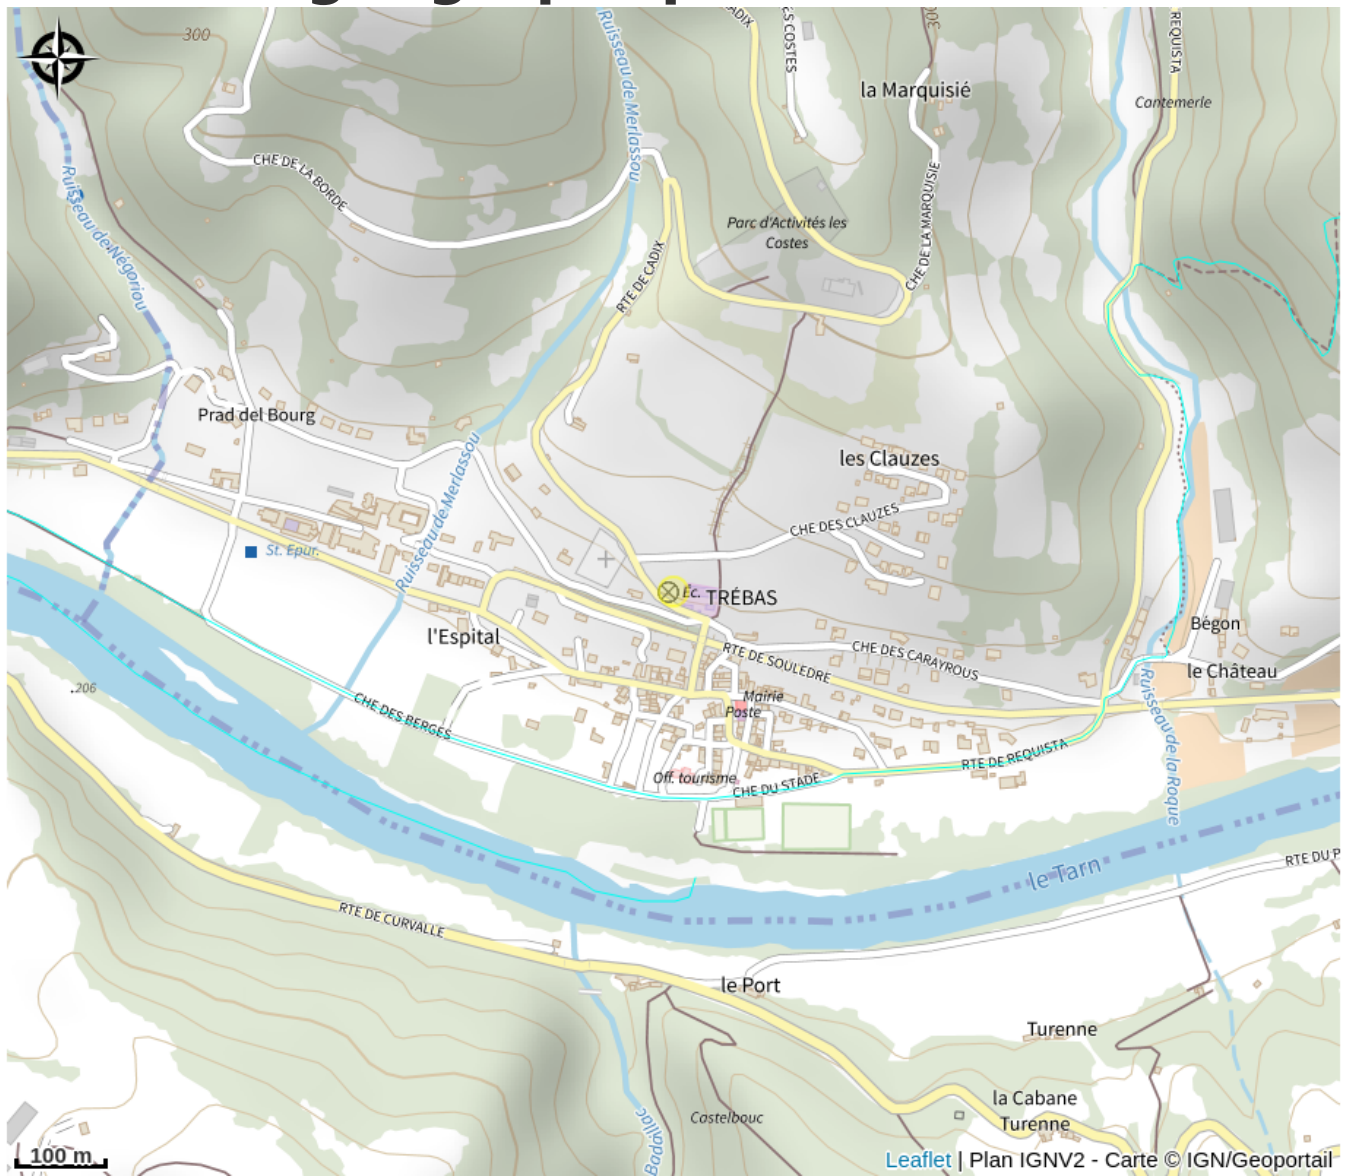 300
Ruisseau de Merlassou
CADIX
S COSTES
300
REQUISTA
la Marquisié
Cantemerle
CHE DE LA BORDE
Ruisseau de Négoriou
CHE DE LA MARQUISIE
Parc d'Activités les
Costes
RTE DE CADIX
Prad del Bourg
Ruisseau de Merlassou
les Clauzes
CHE DES CLAUZES
St. Epur.
Éc. TRÉBAS
l'Espital
Bégon
RTE DE SOULEDRE
CHE DES CARAYROUS
le Château
.206
CHE DES BERGES
Mairie
Poste
Ruisseau de la Roque
RTE DE REQUISTA
Off. tourisme
CHE DU STADE
le Tarn
RTE DU P
RTE DE CURVALLE
le Port
Turenne
la Cabane
Turenne
Castelbouc
Badaillac
100 m
Leaflet | Plan IGNV2 - Carte © IGN/Geoportail